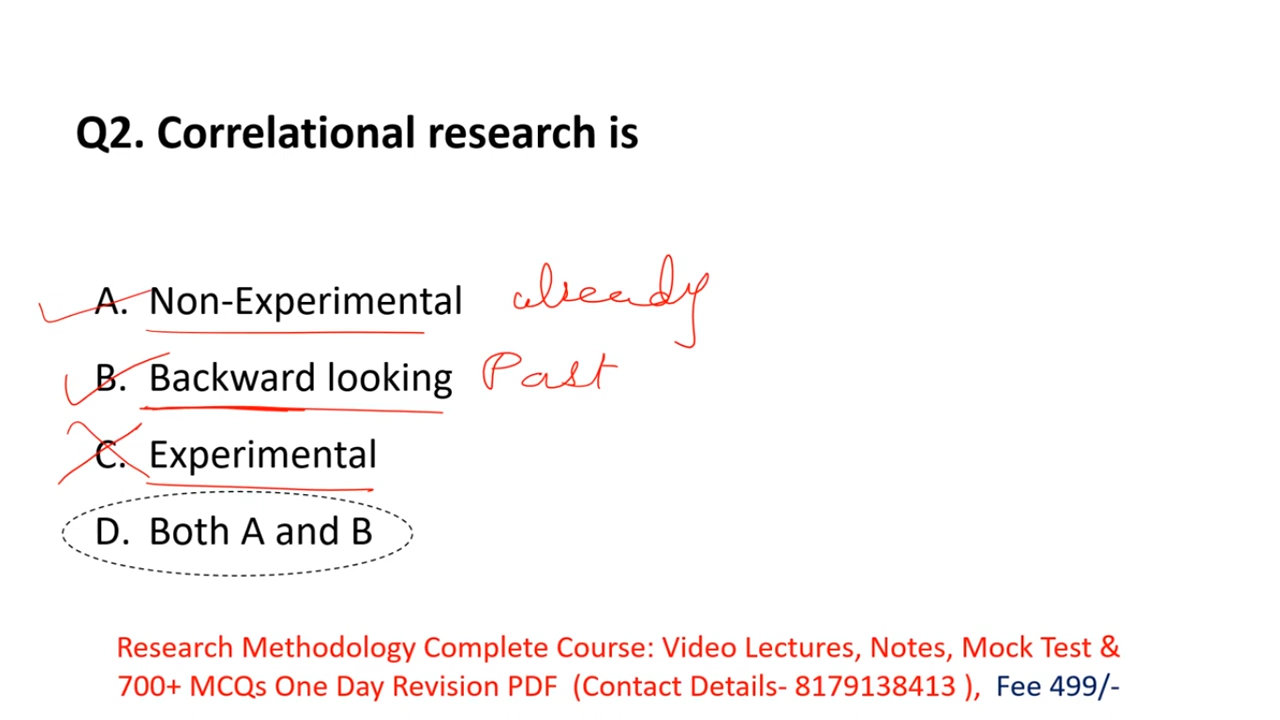 Q2. Correlational research is
A. Non-Experimental already
B. Backward looking Past
C. Experimental
D. Both A and B
Research Methodology Complete Course: Video Lectures, Notes, Mock Test &
700+ MCQs One Day Revision PDF (Contact Details- 8179138413 ), Fee 499/-